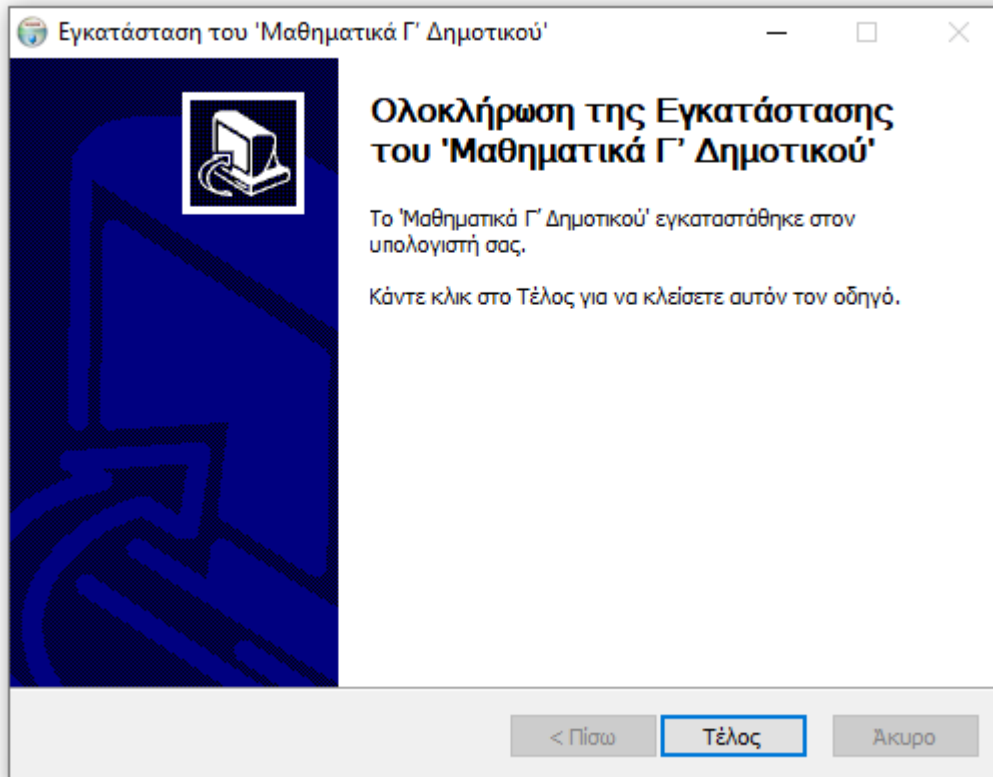 Εγκατάσταση του 'Μαθηματικά Γ' Δημοτικού'
Ολοκλήρωση της Εγκατάστασης
του 'Μαθηματικά Γ' Δημοτικού'
Το 'Μαθηματικά Γ' Δημοτικού' εγκαταστάθηκε στον
υπολογιστή σας.
Κάντε κλικ στο Τέλος για να κλείσετε αυτόν τον οδηγό.
< Πίσω
Τέλος
Άκυρο